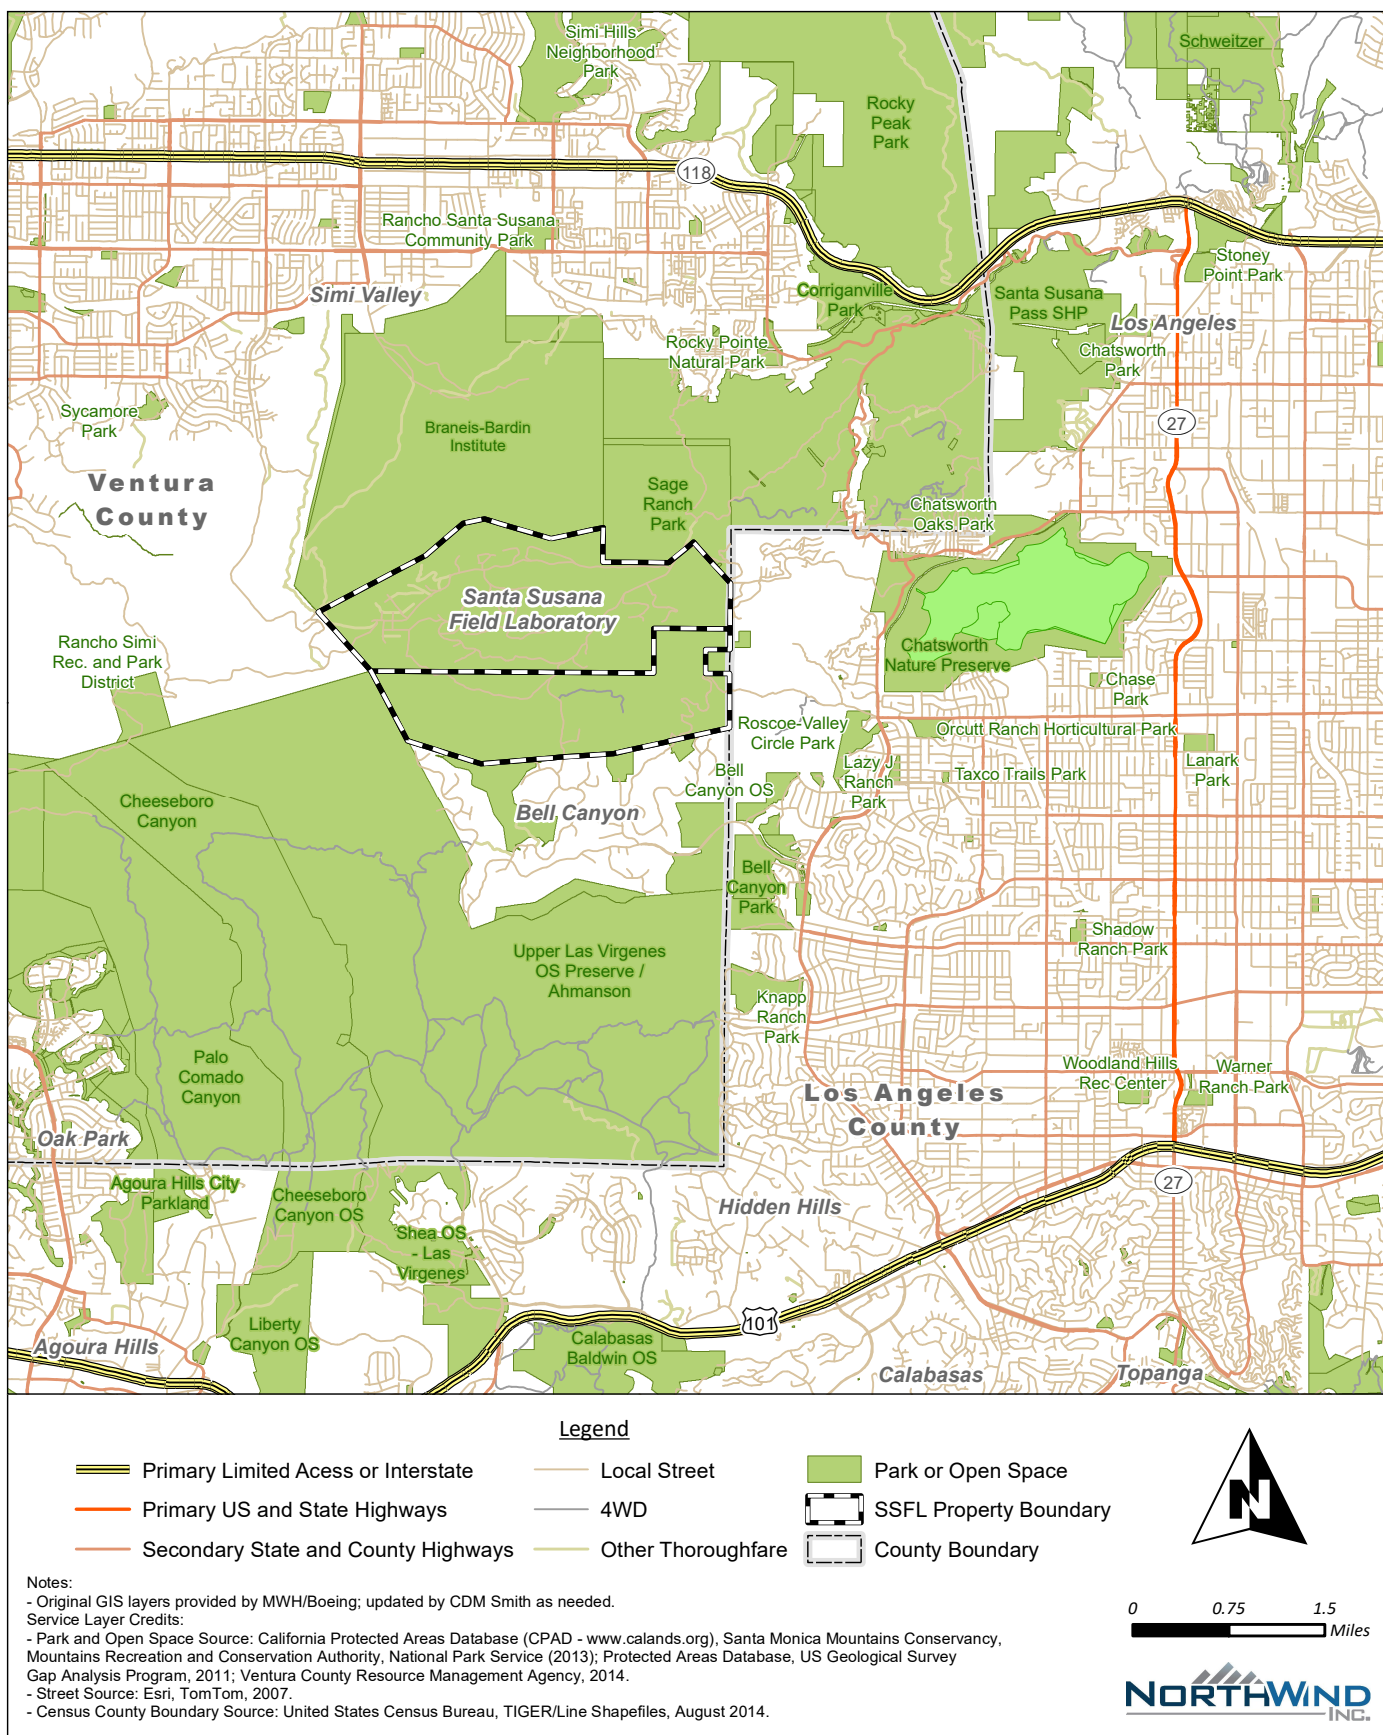 Simi Hills
Neighborhood
Park
Schweitzer
Rocky
Peak
Park
118
Rancho Santa Susana
Community Park
Stoney
Point Park
Simi Valley
Corriganville
Park
Santa Susana
Pass SHP
Los Angeles
Rocky Pointe
Natural Park
Chatsworth
Park
Sycamore
Park
Braneis-Bardin
Institute
27
Ventura
County
Sage
Ranch
Park
Chatsworth
Oaks Park
Santa Susana
Field Laboratory
Rancho Simi
Rec. and Park
District
Chatsworth
Nature Preserve
Chase
Park
Roscoe-Valley
Circle Park
Orcutt Ranch Horticultural Park
Bell
Canyon OS
Lazy J
Ranch
Park
Taxco Trails Park
Lanark
Park
Cheeseboro
Canyon
Bell Canyon
Bell
Canyon
Park
Shadow
Ranch Park
Upper Las Virgenes
OS Preserve /
Ahmanson
Knapp
Ranch
Park
Palo
Comado
Canyon
Woodland Hills
Rec Center
Warner
Ranch Park
Los Angeles
County
Oak Park
Agoura Hills City
Parkland
Cheeseboro
Canyon OS
27
Hidden Hills
Shea OS
- Las
Virgenes
Liberty
Canyon OS
101
Calabasas
Baldwin OS
Agoura Hills
Calabasas
Topanga
Legend
Primary Limited Acess or Interstate
Primary US and State Highways
Secondary State and County Highways
Local Street
4WD
Other Thoroughfare
Park or Open Space
SSFL Property Boundary
County Boundary
N
Notes:
- Original GIS layers provided by MWH/Boeing; updated by CDM Smith as needed.
Service Layer Credits:
- Park and Open Space Source: California Protected Areas Database (CPAD - www.calands.org), Santa Monica Mountains Conservancy,
Mountains Recreation and Conservation Authority, National Park Service (2013); Protected Areas Database, US Geological Survey
Gap Analysis Program, 2011; Ventura County Resource Management Agency, 2014.
- Street Source: Esri, TomTom, 2007.
- Census County Boundary Source: United States Census Bureau, TIGER/Line Shapefiles, August 2014.
0 0.75 1.5
Miles
NORTHWIND
INC.